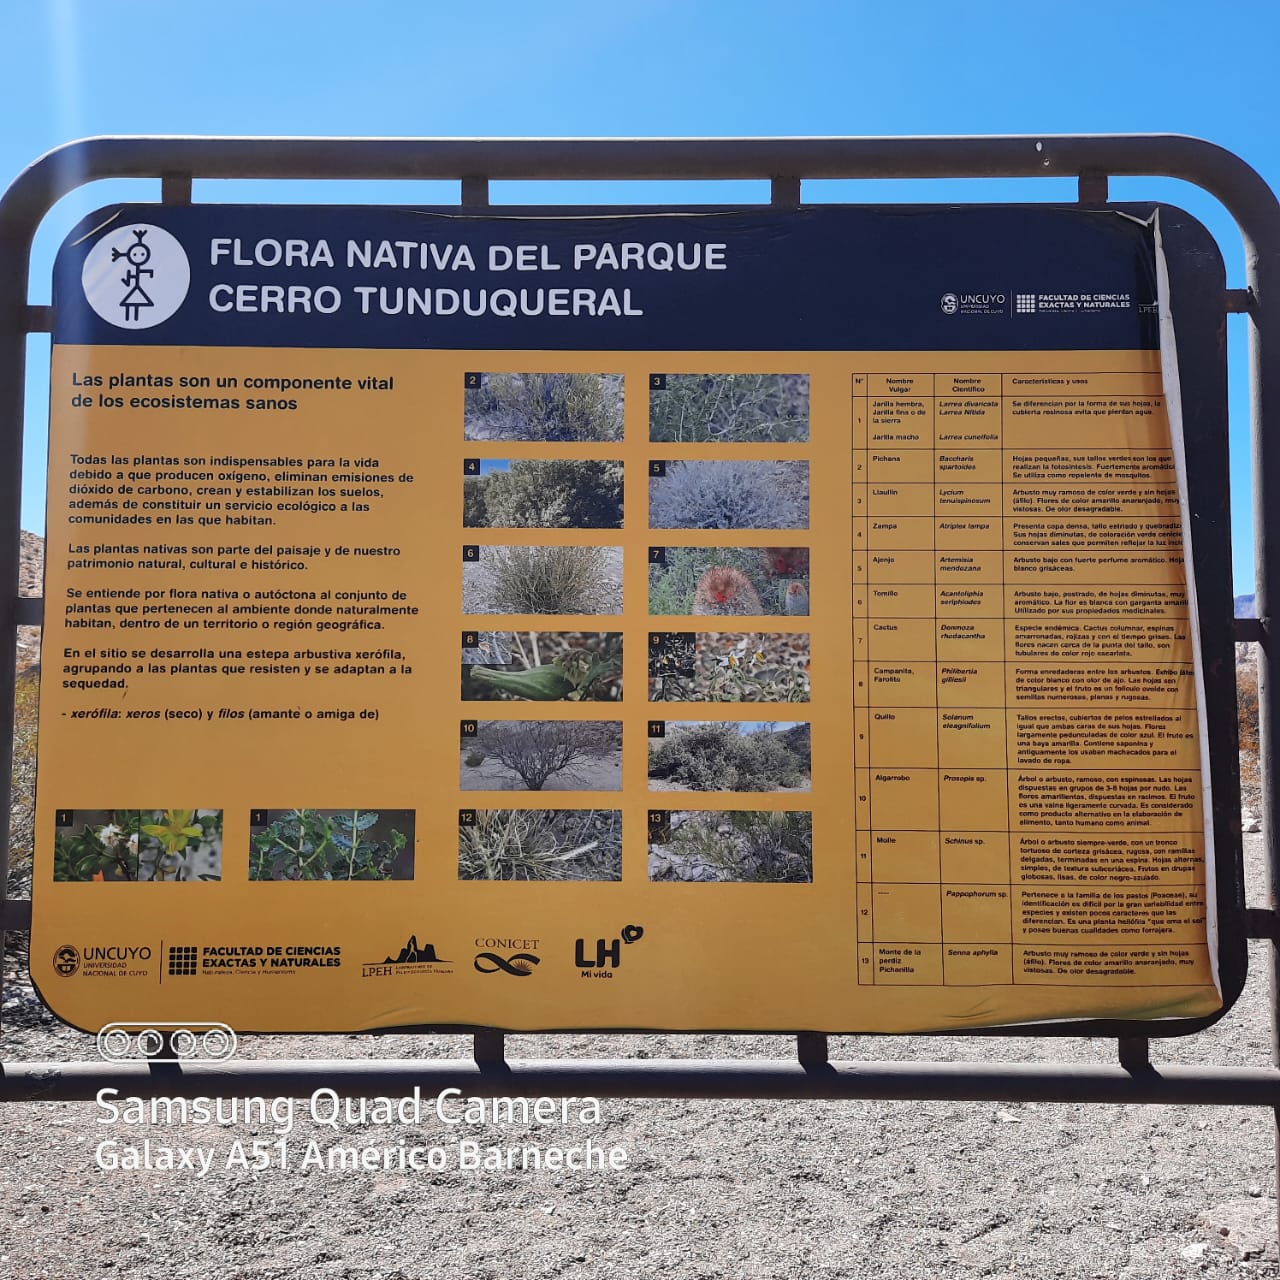 FLORA NATIVA DEL PARQUE
CERRO TUNDUQUERAL
UNCUYO
UNIVERSIDAD
NACIONAL DE CUYO
FACULTAD DE CIENCIAS
EXACTAS Y NATURALES
Las plantas son un componente vital
de los ecosistemas sanos
Todas las plantas son indispensables para la vida
debido a que producen oxígeno, eliminan emisiones de
dióxido de carbono, crean y estabilizan los suelos,
además de constituir un servicio ecológico a las
comunidades en las que habitan.
Las plantas nativas son parte del paisaje y de nuestro
patrimonio natural, cultural e histórico.
Se entiende por flora nativa o autóctona al conjunto de
plantas que pertenecen al ambiente donde naturalmente
habitan, dentro de un territorio o región geográfica.
En el sitio se desarrolla una estepa arbustiva xerófila,
agrupando a las plantas que resisten y se adaptan a la
sequedad.
- xerófila: xeros (seco) y filos (amante o amiga de)
1
1
2
3
4
5
6
7
8
9
10
11
12
13
N° Nombre Vulgar Nombre Científico Características y usos
1
Jarilla hembra,
Jarilla fina o de
la sierra
Jarilla macho
Larrea divaricata
Larrea Nitida
Larrea cuneifolia
Se diferencian por la forma de sus hojas, la
cubierta resinosa evita que pierdan agua.
2
Pichana
Baccharis
spartoides
Hojas pequeñas, sus tallos verdes son los que
realizan la fotosíntesis. Fuertemente aromática
Se utiliza como repelente de mosquitos.
3
Llaullin
Lycium
tenuispinosum
Arbusto muy ramoso de color verde y sin hojas
(áfilo). Flores de color amarillo anaranjado, muy
vistosas. De olor desagradable.
4
Zampa
Atriplex lampa
Presenta copa densa, tallo estriado y quebradizo
Sus hojas diminutas, de coloración verde
conservan sales que permiten reflejar la luz
5
Ajenjo
Artemisia
mendozana
Arbusto bajo con fuerte perfume aromático.
blanco grisáceas.
6
Tomillo
Acantoliphia
seriphioides
Arbusto bajo, postrado, de hojas diminutas, muy
aromático. La flor es blanca con garganta
Utilizado por sus propiedades medicinales.
7
Cactus
Denmoza
rhodacantha
Especie endémica. Cactus columnar, espinas
amarronadas, rojizas y con el tiempo grises. Las
flores nacen cerca de la punta del tallo, son
tubulares de color rojo escarlata.
8
Campanita,
Farolito
Philibertia
gilliesii
Forma enredaderas entre los arbustos. Exhibe
de color blanco con olor de ajo. Las hojas son
triangulares y el fruto es un folículo ovoide con
semillas numerosas, planas y rugosas.
9
Quillo
Solanum
eleagnifolium
Tallos erectos, cubiertos de pelos estrellados al
igual que ambas caras de sus hojas. Flores
largamente pedunculadas de color azul. El fruto es
una baya amarilla. Contiene saponina y
antiguamente los usaban machacados para el
lavado de ropa.
10
Algarrobo
Prosopis sp.
Árbol o arbusto, ramoso, con espinosas. Las hojas
dispuestas en grupos de 3-8 hojas por nudo. Las
flores amarillentas, dispuestas en racimos. El fruto
es una vaina ligeramente curvada. Es considerado
como producto alternativo en la elaboración de
alimento, tanto humano como animal.
11
Molle
Schinus sp.
Árbol o arbusto siempre-verde, con un tronco
tortuoso de corteza grisácea, rugosa, con ramillas
delgadas, terminadas en una espina. Hojas alternas,
simples, de textura subcoriácea. Frutas en drupas
globosas, lisas, de color negro-azulado.
12
----
Pappophorum sp.
Pertenece a la familia de los pastos (Poaceae), su
identificación es difícil por la gran variabilidad entre
especies y existen pocos caracteres que las
diferencian. Es una planta heliófita "que ama el sol"
y posee buenas cualidades como forrajera.
13
Monte de la
perdiz
Pichanilla
Senna aphylla
Arbusto muy ramoso de color verde y sin hojas
(áfilo). Flores de color amarillo anaranjado, muy
vistosas. De olor desagradable.
UNCUYO
UNIVERSIDAD
NACIONAL DE CUYO
FACULTAD DE CIENCIAS
EXACTAS Y NATURALES
Naturaleza, Ciencia y Humanismo
LPEH
CONICET
LH
Mi vida
Samsung Quad Camera
Galaxy A51 Américo Barneche